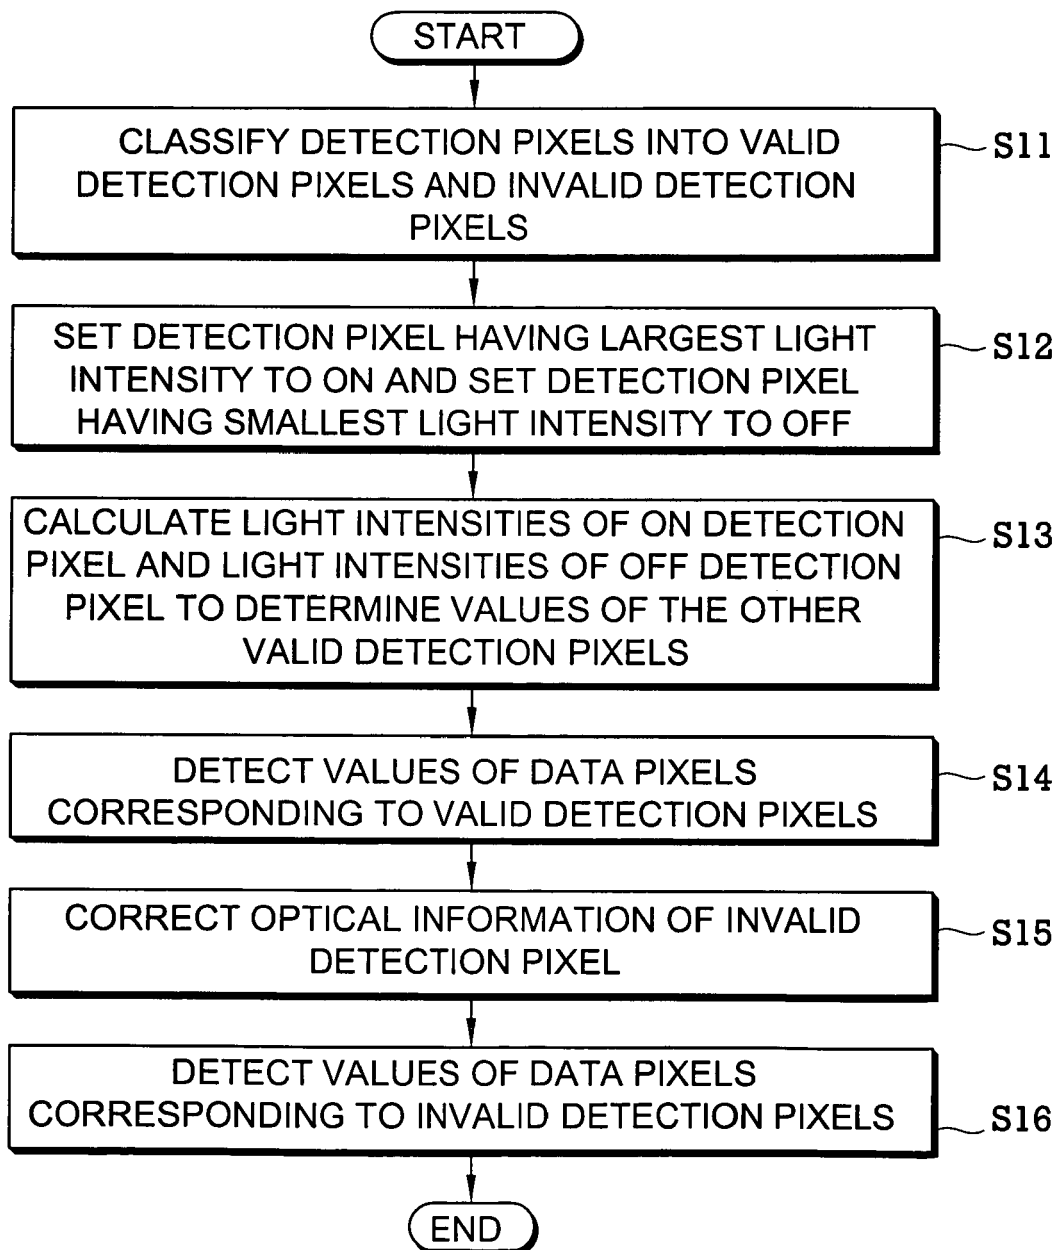 START
CLASSIFY DETECTION PIXELS INTO VALID
DETECTION PIXELS AND INVALID DETECTION
PIXELS
S11
SET DETECTION PIXEL HAVING LARGEST LIGHT
INTENSITY TO ON AND SET DETECTION PIXEL
HAVING SMALLEST LIGHT INTENSITY TO OFF
S12
CALCULATE LIGHT INTENSITIES OF ON DETECTION
PIXEL AND LIGHT INTENSITIES OF OFF DETECTION
PIXEL TO DETERMINE VALUES OF THE OTHER
VALID DETECTION PIXELS
S13
DETECT VALUES OF DATA PIXELS
CORRESPONDING TO VALID DETECTION PIXELS
S14
CORRECT OPTICAL INFORMATION OF INVALID
DETECTION PIXEL
S15
DETECT VALUES OF DATA PIXELS
CORRESPONDING TO INVALID DETECTION PIXELS
S16
END